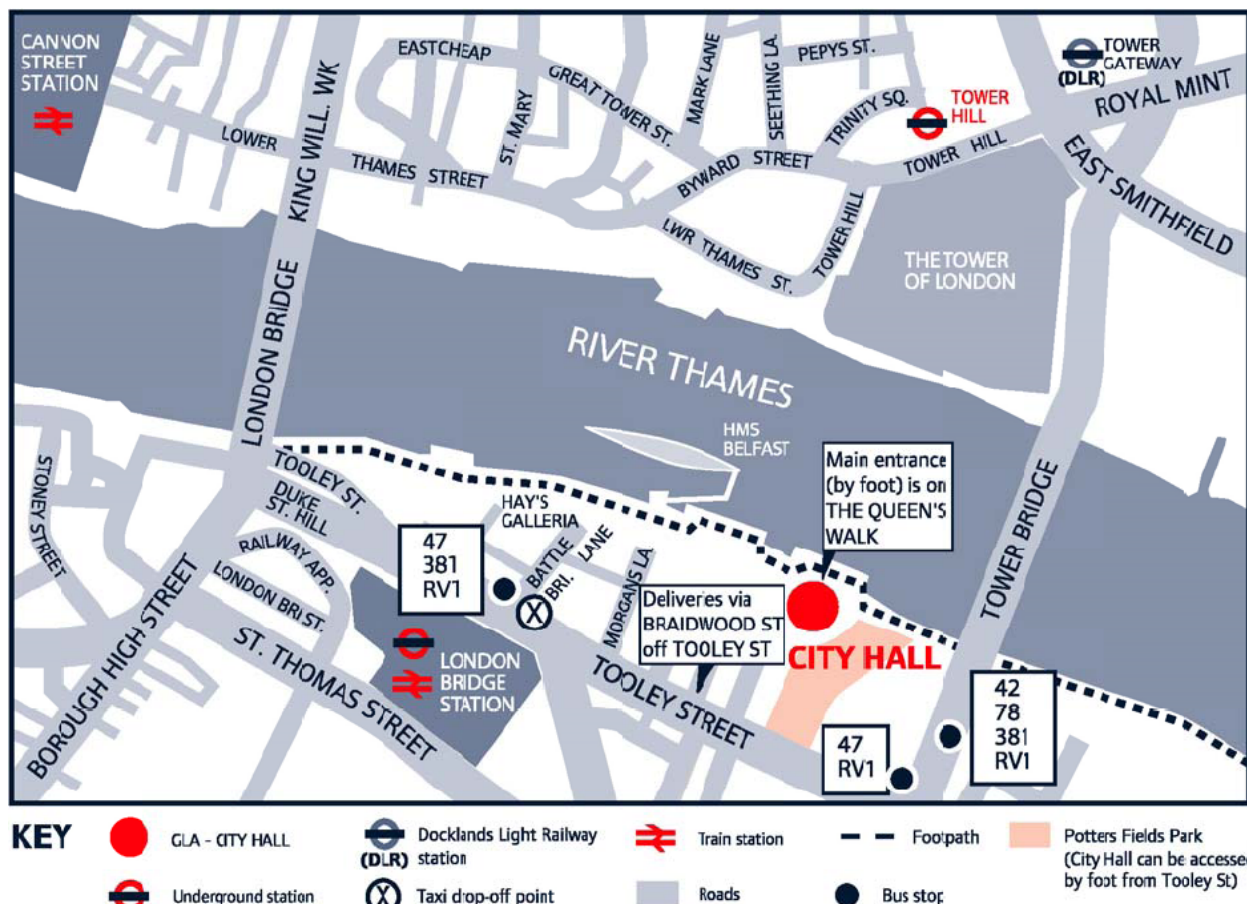 CANNON
STREET
STATION
KING WILL. WK
EASTCHEAP
GREAT TOWER ST.
MARK LANE
SEETHING LA.
PEPYS ST.
TRINITY SQ.
TOWER
HILL
TOWER
GATEWAY
(DLR)
ROYAL MINT
LOWER
THAMES STREET
ST. MARY
BYWARD STREET
TOWER HILL
EAST SMITHFIELD
LWR THAMES ST.
TOWER HILL
THE TOWER
OF LONDON
LONDON BRIDGE
RIVER THAMES
HMS
BELFAST
Main entrance
(by foot) is on
THE QUEEN'S
WALK
TOWER BRIDGE
STONEY STREET
TOOLEY ST.
DUKE
ST. HILL
HAY'S
GALLERIA
BATTLE
BRI. LANE
MORGANS LA.
RAILWAY APP.
LONDON BRI ST.
47
381
RV1
X
Deliveries via
BRAIDWOOD ST
off TOOLEY ST
CITY HALL
BOROUGH HIGH STREET
ST. THOMAS STREET
LONDON
BRIDGE
STATION
TOOLEY STREET
47
RV1
42
78
381
RV1
KEY
GLA - CITY HALL
Docklands Light Railway
station
(DLR)
Train station
Footpath
Potters Fields Park
(City Hall can be accessed
by foot from Tooley St)
Underground station
X
Taxi drop-off point
Roads
Bus stop